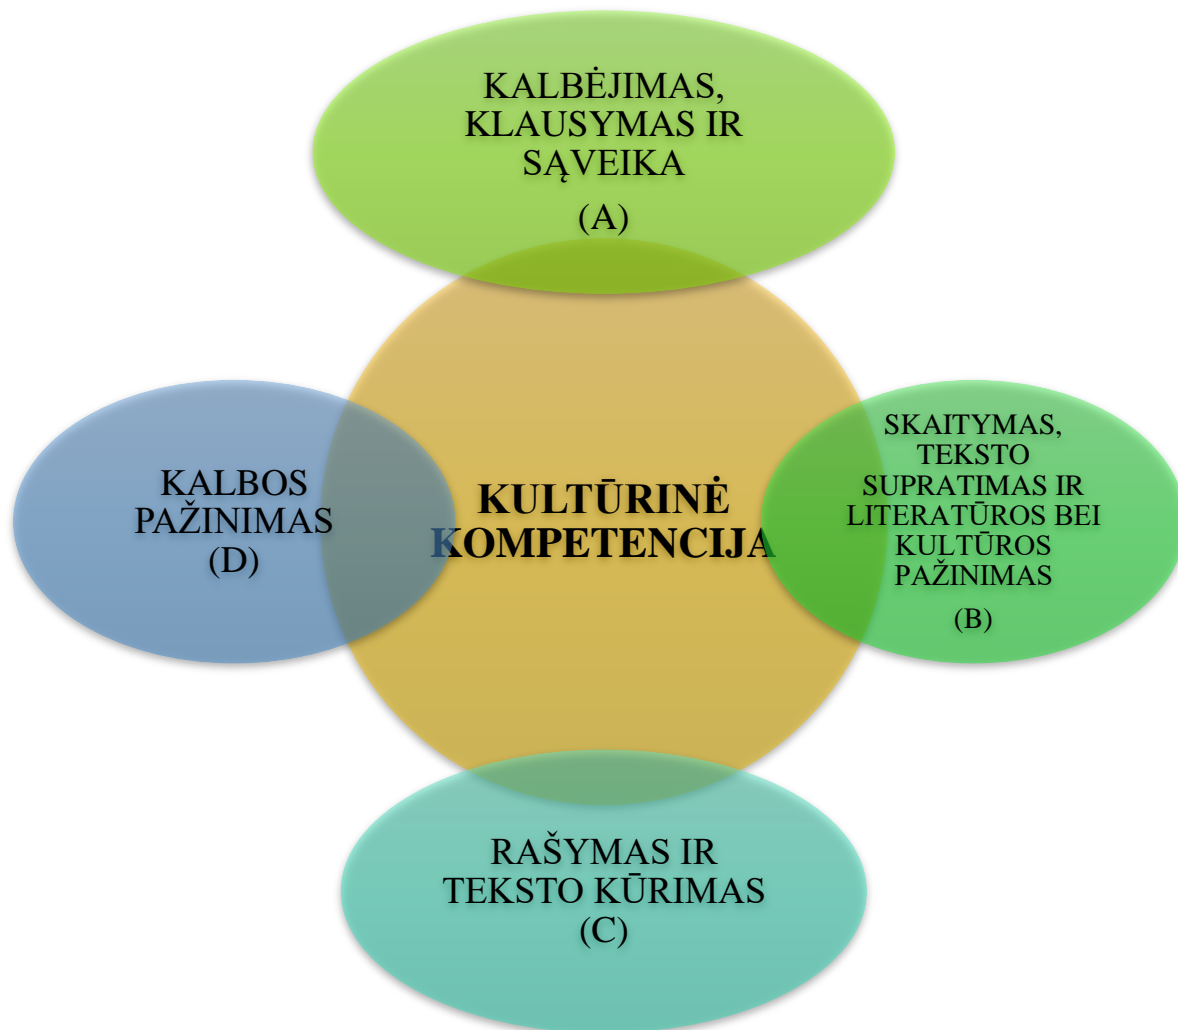 KALBĖJIMAS,
KLAUSYMAS IR
SĄVEIKA
(A)
KALBOS
PAŽINIMAS
(D)
KULTŪRINĖ
KOMPETENCIJA
SKAITYMAS,
TEKSTO
SUPRATIMAS IR
LITERATŪROS BEI
KULTŪROS
PAŽINIMAS
(B)
RAŠYMAS IR
TEKSTO KŪRIMAS
(C)